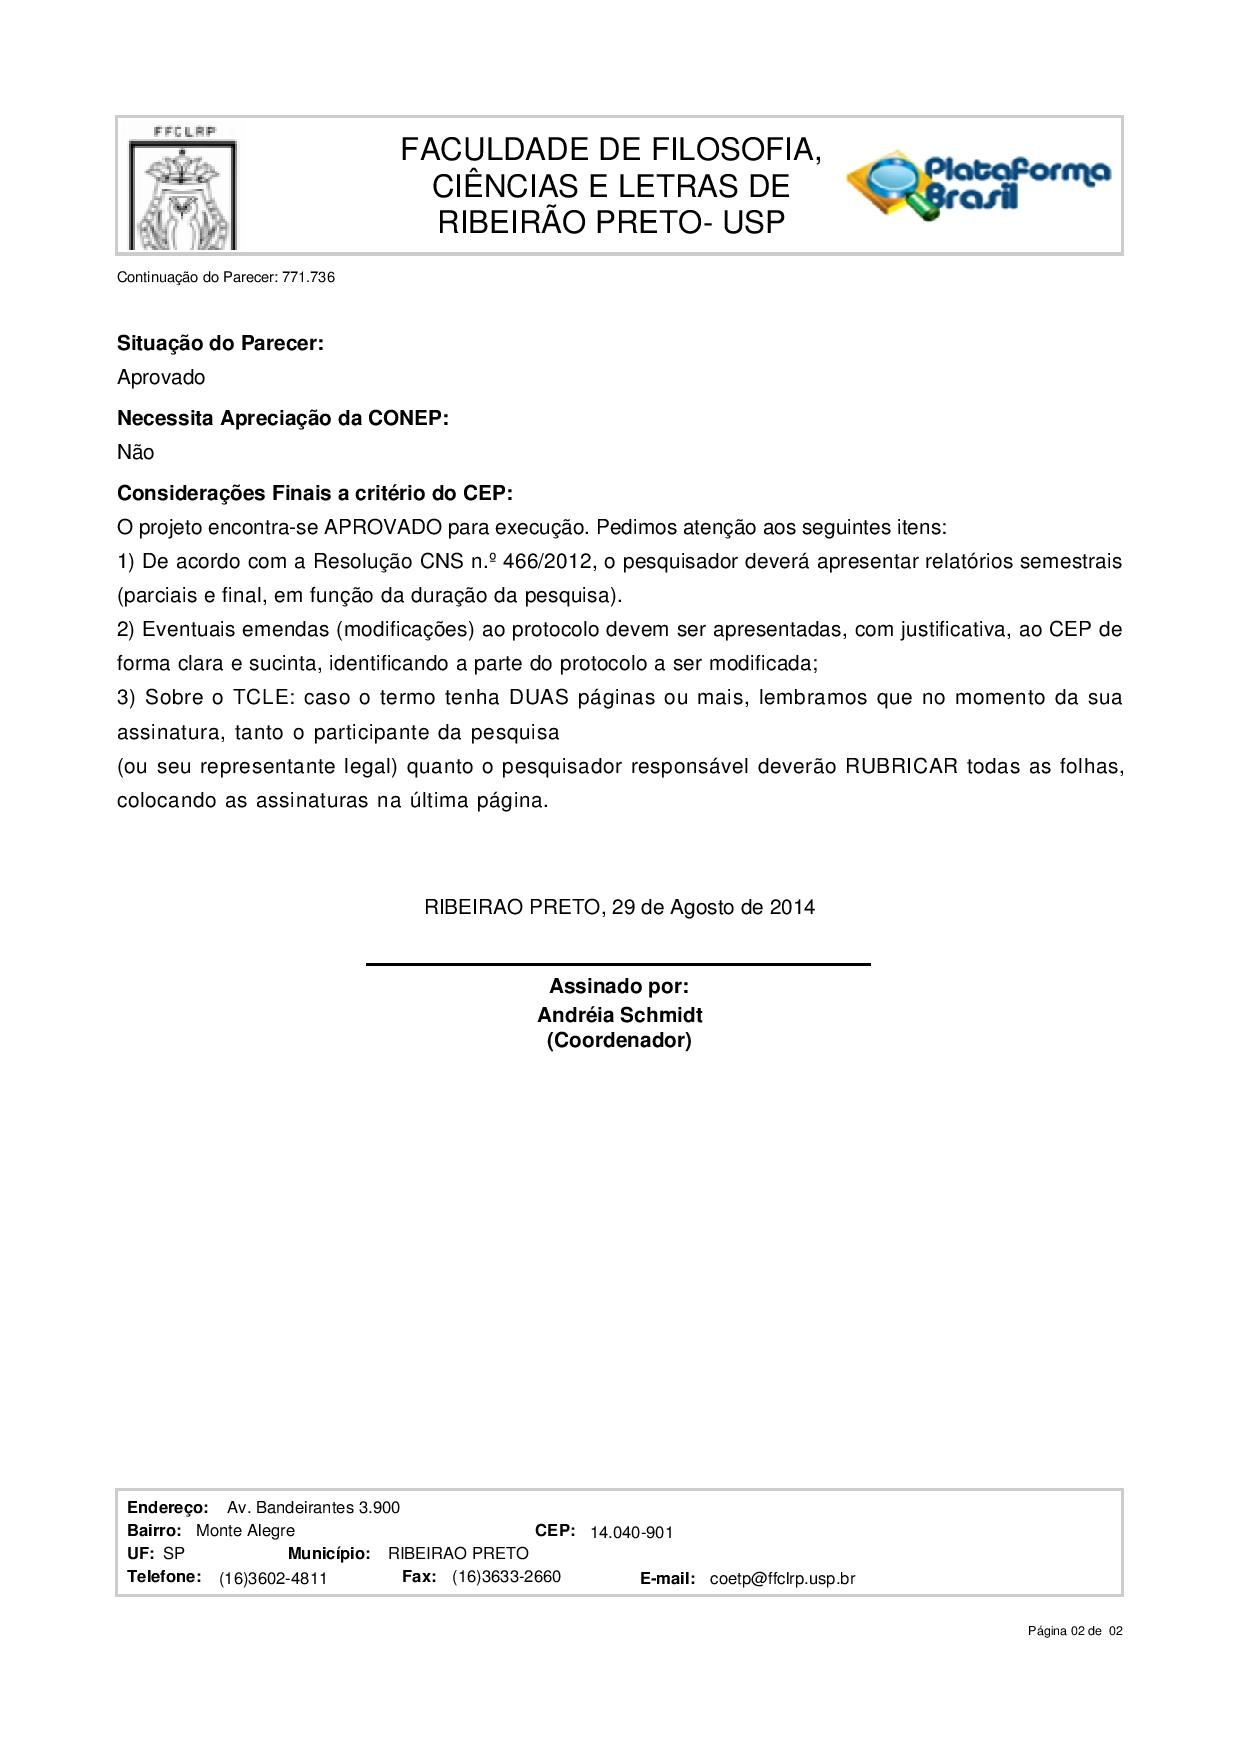 FFCLRP
FACULDADE DE FILOSOFIA,
CIÊNCIAS E LETRAS DE
RIBEIRÃO PRETO- USP
Plataforma
Brasil
Continuação do Parecer: 771.736
Situação do Parecer:
Aprovado
Necessita Apreciação da CONEP:
Não
Considerações Finais a critério do CEP:
O projeto encontra-se APROVADO para execução. Pedimos atenção aos seguintes itens:
1) De acordo com a Resolução CNS n.º 466/2012, o pesquisador deverá apresentar relatórios semestrais
(parciais e final, em função da duração da pesquisa).
2) Eventuais emendas (modificações) ao protocolo devem ser apresentadas, com justificativa, ao CEP de
forma clara e sucinta, identificando a parte do protocolo a ser modificada;
3) Sobre o TCLE: caso o termo tenha DUAS páginas ou mais, lembramos que no momento da sua
assinatura, tanto o participante da pesquisa
(ou seu representante legal) quanto o pesquisador responsável deverão RUBRICAR todas as folhas,
colocando as assinaturas na última página.
RIBEIRAO PRETO, 29 de Agosto de 2014
Assinado por:
Andréia Schmidt
(Coordenador)
Endereço: Av. Bandeirantes 3.900
Bairro: Monte Alegre CEP: 14.040-901
UF: SP Município: RIBEIRAO PRETO
Telefone: (16)3602-4811 Fax: (16)3633-2660 E-mail: coetp@ffclrp.usp.br
Página 02 de 02